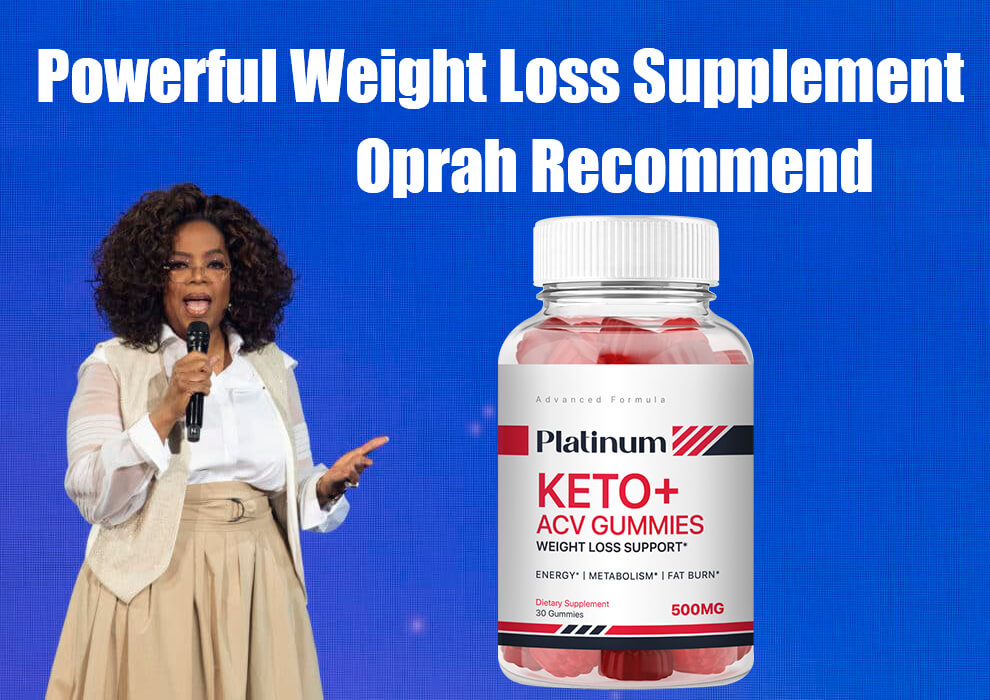 Powerful Weight Loss Supplement
Oprah Recommend
Advanced Formula
Platinum
KETO+
ACV GUMMIES
WEIGHT LOSS SUPPORT*
ENERGY* | METABOLISM* | FAT BURN*
Dietary Supplement
30 Gummies
500MG